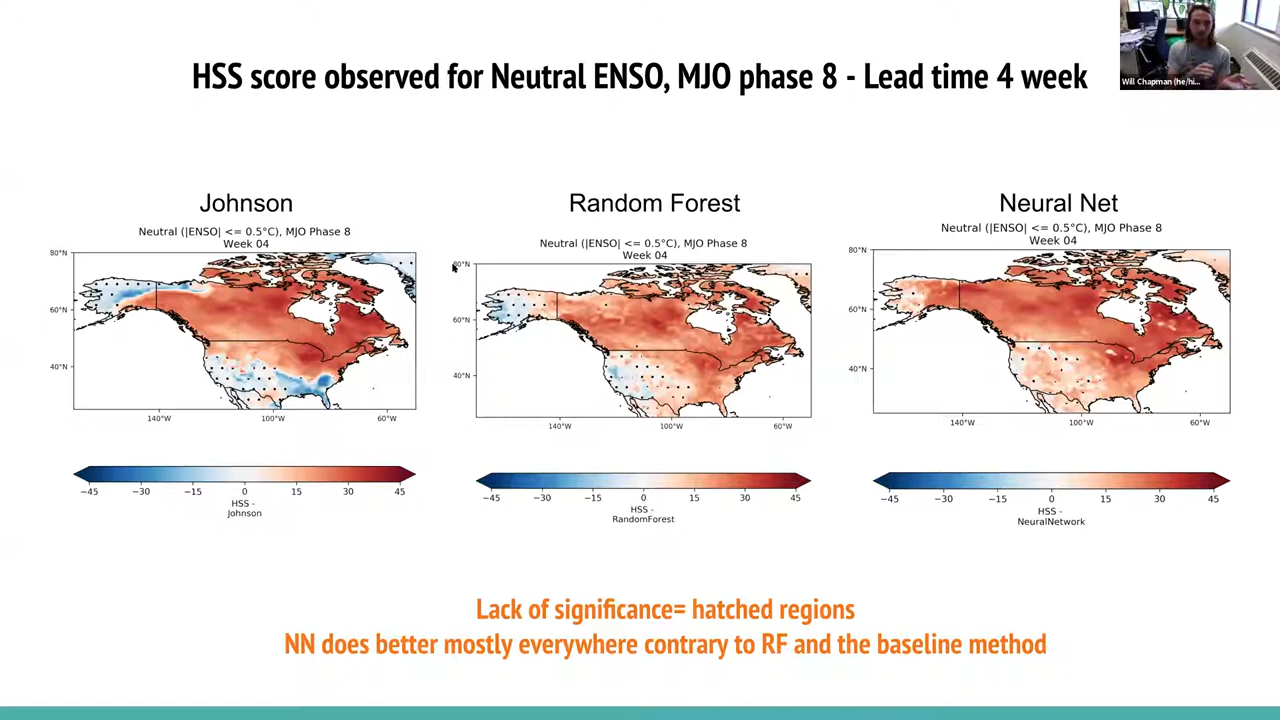 HSS score observed for Neutral ENSO, MJO phase 8 - Lead time 4 week
Will Chapman (he/hi...
Johnson
Neutral (|ENSO| <= 0.5°C), MJO Phase 8
Week 04
80°N
60°N
40°N
140°W
100°W
60°W
−45
−30
−15
0
15
30
45
HSS -
Johnson
Random Forest
Neutral (|ENSO| <= 0.5°C), MJO Phase 8
Week 04
80°N
60°N
40°N
140°W
100°W
60°W
−45
−30
−15
0
15
30
45
HSS -
RandomForest
Neural Net
Neutral (|ENSO| <= 0.5°C), MJO Phase 8
Week 04
80°N
60°N
40°N
140°W
100°W
60°W
−45
−30
−15
0
15
30
45
HSS -
NeuralNetwork
Lack of significance= hatched regions
NN does better mostly everywhere contrary to RF and the baseline method